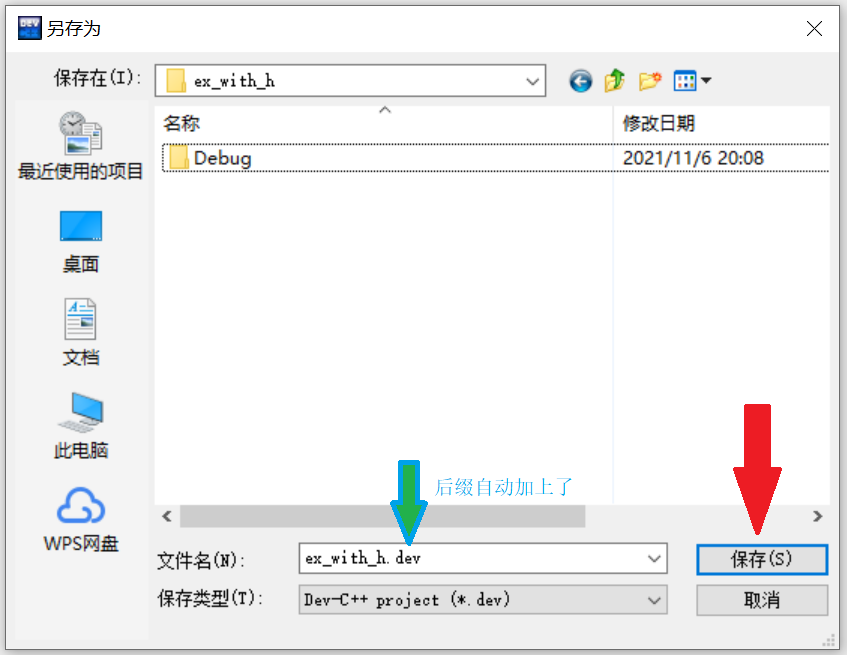 DEV
另存为
保存在(I):
ex_with_h
名称
修改日期
Debug
2021/11/6 20:08
最近使用的项目
桌面
文档
此电脑
WPS网盘
后缀自动加上了
文件名(N):
ex_with_h.dev
保存(S)
保存类型(T):
Dev-C++ project (*.dev)
取消